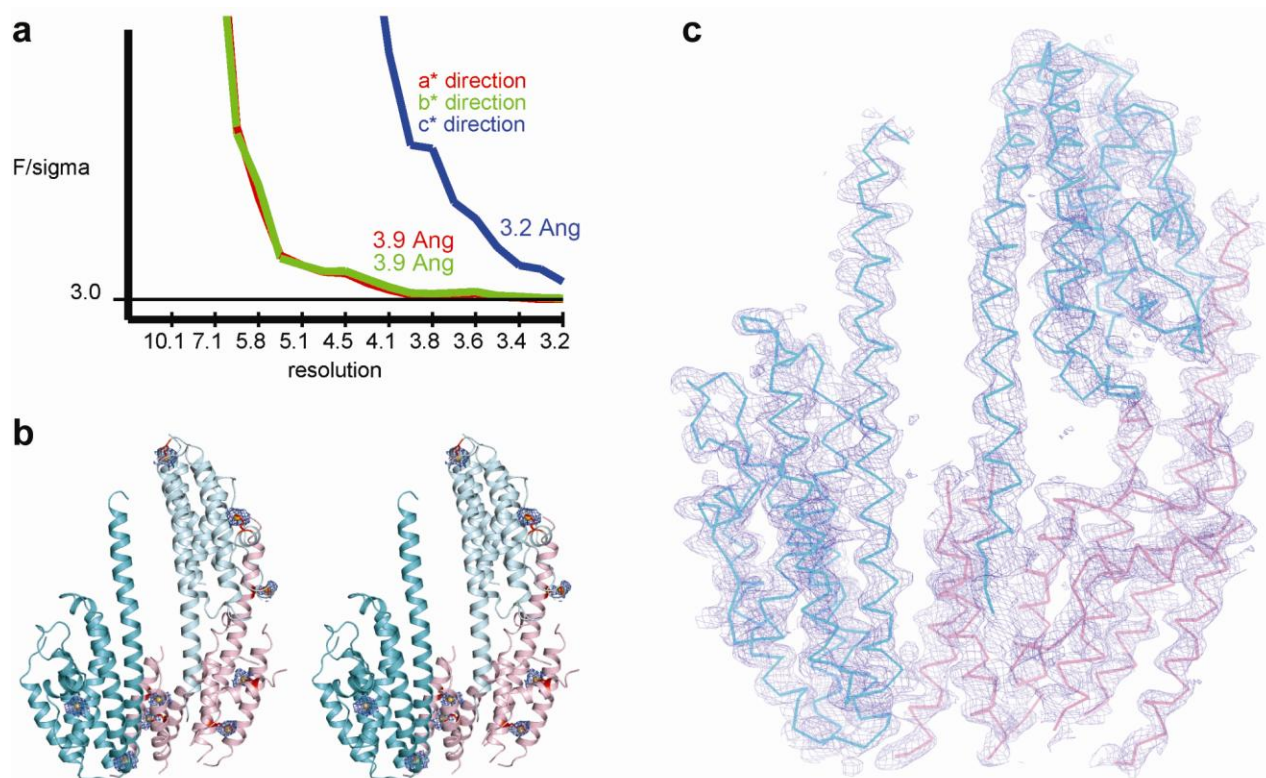 a
a* direction
b* direction
c* direction
F/sigma
3.9 Ang
3.9 Ang
3.2 Ang
3.0
10.1 7.1 5.8 5.1 4.5 4.1 3.8 3.6 3.4 3.2
resolution
b
c